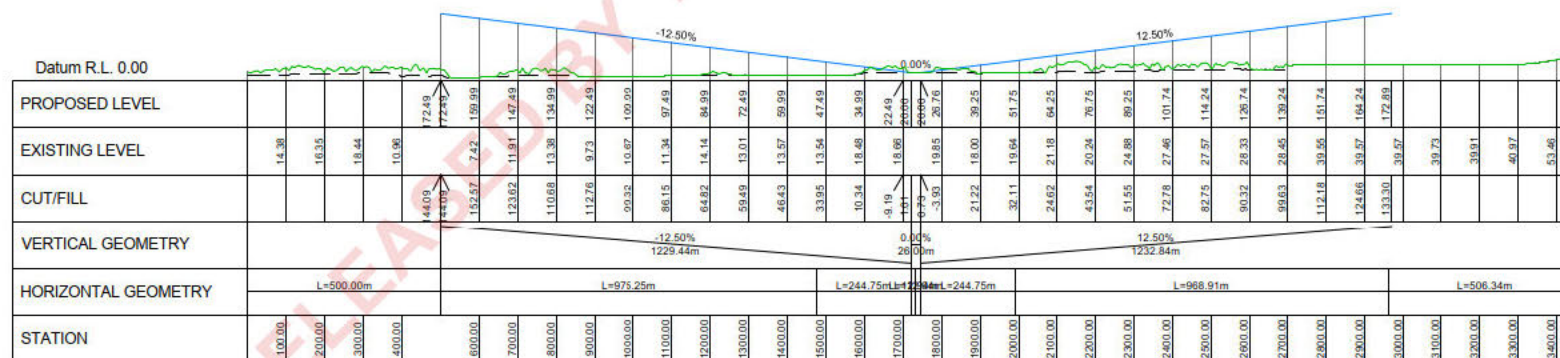 -12.50% 12.50%
Datum R.L. 0.00 0.00%
PROPOSED LEVEL 172.49 172.49 159.99 147.49 134.99 122.49 109.99 97.49 84.99 72.49 59.99 47.49 34.99 22.49 20.00 20.00 26.76 39.25 51.75 64.25 76.75 89.25 101.74 114.24 126.74 139.24 151.74 164.24 172.89
EXISTING LEVEL 14.38 16.35 18.44 10.96 7.42 11.91 13.38 9.73 10.67 11.34 14.14 13.01 13.57 13.54 18.48 18.66 19.85 18.00 19.64 21.18 20.24 24.88 27.46 27.57 28.33 28.45 39.55 39.57 39.57 39.73 39.91 40.97 53.46
CUT/FILL 144.09 144.09 152.57 123.62 110.68 112.76 99.32 86.15 64.82 59.49 46.43 33.95 10.34 -9.19 1.01 0.73 -3.93 21.22 32.11 24.62 43.54 51.55 72.78 82.75 90.32 99.63 112.18 124.66 133.30
VERTICAL GEOMETRY -12.50% 0.00% 12.50%
1229.44m 26.00m 1232.84m
HORIZONTAL GEOMETRY L=500.00m L=975.25m L=244.75m L=244.75m L=968.91m L=506.34m
STATION 100.00 200.00 300.00 400.00 600.00 700.00 800.00 900.00 1000.00 1100.00 1200.00 1300.00 1400.00 1500.00 1600.00 1700.00 1800.00 1900.00 2000.00 2100.00 2200.00 2300.00 2400.00 2500.00 2600.00 2700.00 2800.00 2900.00 3000.00 3100.00 3200.00 3300.00 3400.00
ELEASED BY